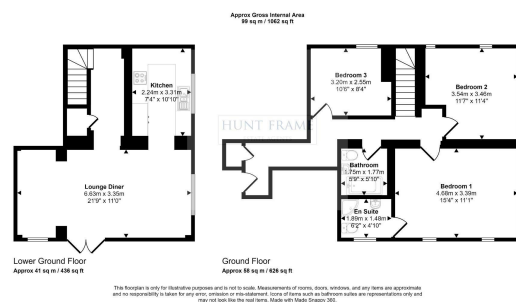 Approx Gross Internal Area
99 sq m / 1062 sq ft
Kitchen
2.24m x 3.31m
7'4" x 10'10"
Lounge Diner
6.63m x 3.35m
21'9" x 11'0"
Lower Ground Floor
Approx 41 sq m / 436 sq ft
HUNT FRAME
Bedroom 3
3.20m x 2.55m
10'6" x 8'4"
Bedroom 2
3.54m x 3.46m
11'7" x 11'4"
Bathroom
1.75m x 1.77m
5'9" x 5'10"
Bedroom 1
4.68m x 3.39m
15'4" x 11'1"
En Suite
1.89m x 1.48m
6'2" x 4'10"
Ground Floor
Approx 58 sq m / 626 sq ft
This floorplan is only for illustrative purposes and is not to scale. Measurements of rooms, doors, windows, and any items are approximate
and no responsibility is taken for any error, omission or mis-statement. Icons of items such as bathroom suites are representations only and
may not look like the real items. Made with Made Snappy 360.